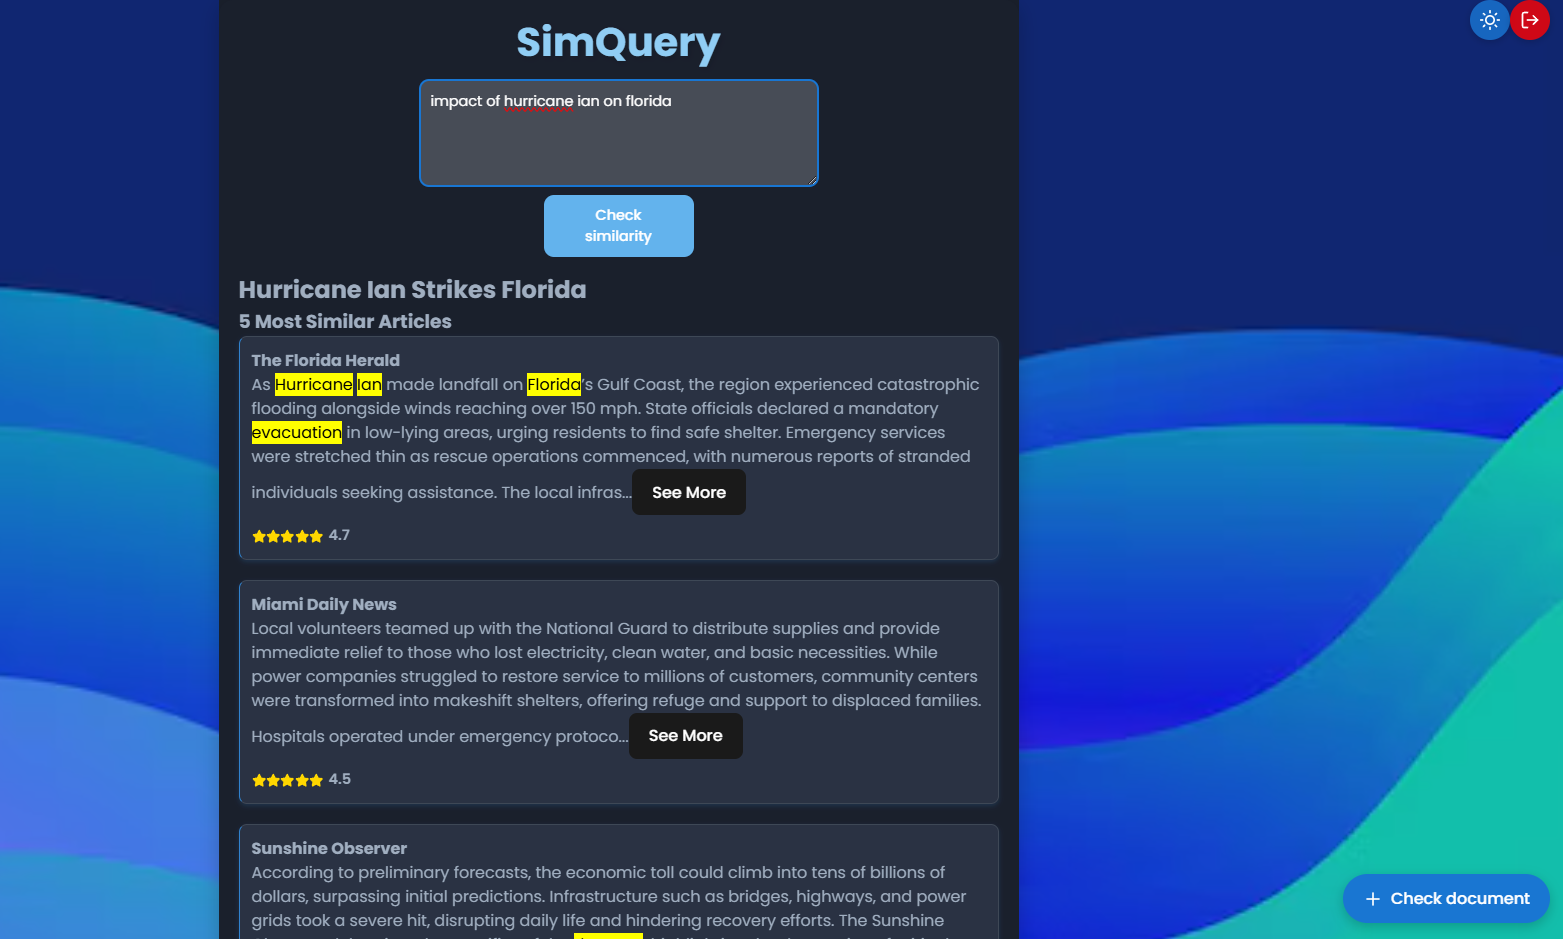 SimQuery
impact of hurricane ian on florida
Check
similarity
Hurricane Ian Strikes Florida
5 Most Similar Articles
The Florida Herald
As Hurricane Ian made landfall on Florida's Gulf Coast, the region experienced catastrophic
flooding alongside winds reaching over 150 mph. State officials declared a mandatory
evacuation in low-lying areas, urging residents to find safe shelter. Emergency services
were stretched thin as rescue operations commenced, with numerous reports of stranded
individuals seeking assistance. The local infras... See More
4.7
Miami Daily News
Local volunteers teamed up with the National Guard to distribute supplies and provide
immediate relief to those who lost electricity, clean water, and basic necessities. While
power companies struggled to restore service to millions of customers, community centers
were transformed into makeshift shelters, offering refuge and support to displaced families.
Hospitals operated under emergency protoco... See More
4.5
Sunshine Observer
According to preliminary forecasts, the economic toll could climb into tens of billions of
dollars, surpassing initial predictions. Infrastructure such as bridges, highways, and power
grids took a severe hit, disrupting daily life and hindering recovery efforts. The Sunshine
Check document